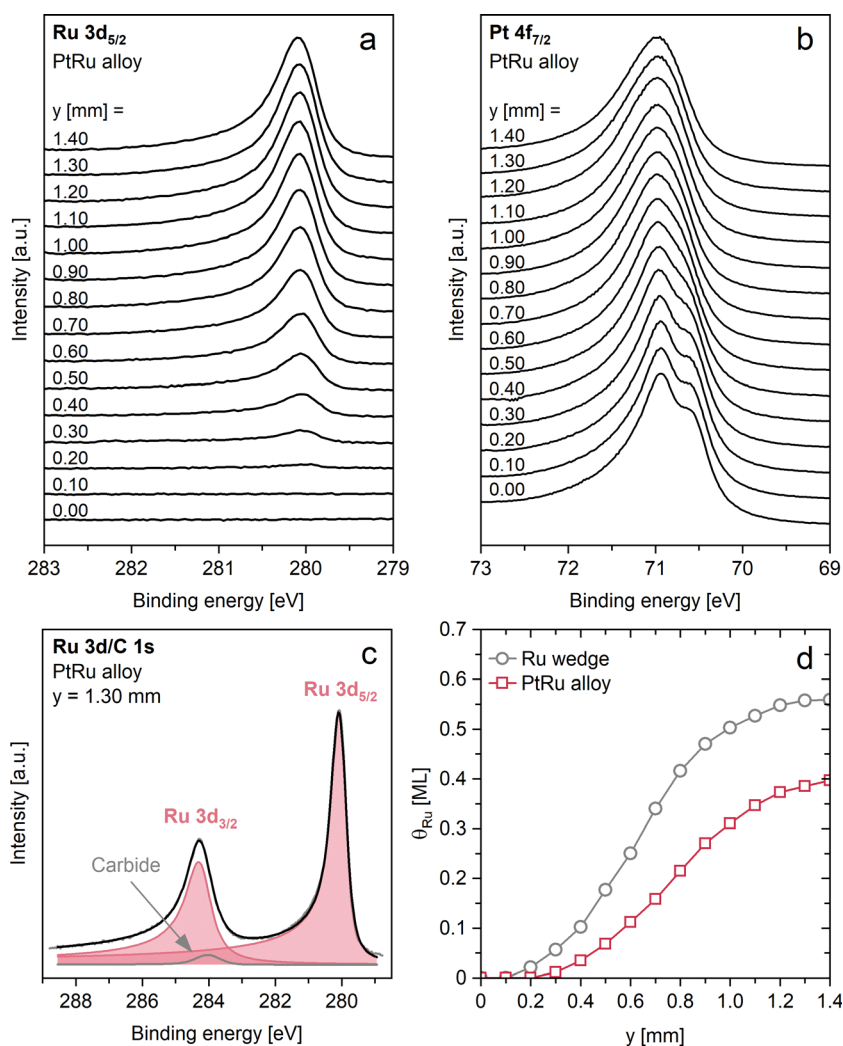 Ru 3d5/2
PtRu alloy
a
y [mm] =
1.40
1.30
1.20
1.10
1.00
0.90
0.80
0.70
0.60
0.50
0.40
0.30
0.20
0.10
0.00
Intensity [a.u.]
283 282 281 280 279
Binding energy [eV]
Pt 4f7/2
PtRu alloy
b
y [mm] =
1.40
1.30
1.20
1.10
1.00
0.90
0.80
0.70
0.60
0.50
0.40
0.30
0.20
0.10
0.00
Intensity [a.u.]
73 72 71 70 69
Binding energy [eV]
Ru 3d/C 1s
PtRu alloy
y = 1.30 mm
c
Ru 3d5/2
Ru 3d3/2
Carbide
Intensity [a.u.]
288 286 284 282 280
Binding energy [eV]
d
Ru wedge
PtRu alloy
0.7
0.6
0.5
0.4
0.3
0.2
0.1
0
θRu [ML]
0 0.2 0.4 0.6 0.8 1.0 1.2 1.4
y [mm]